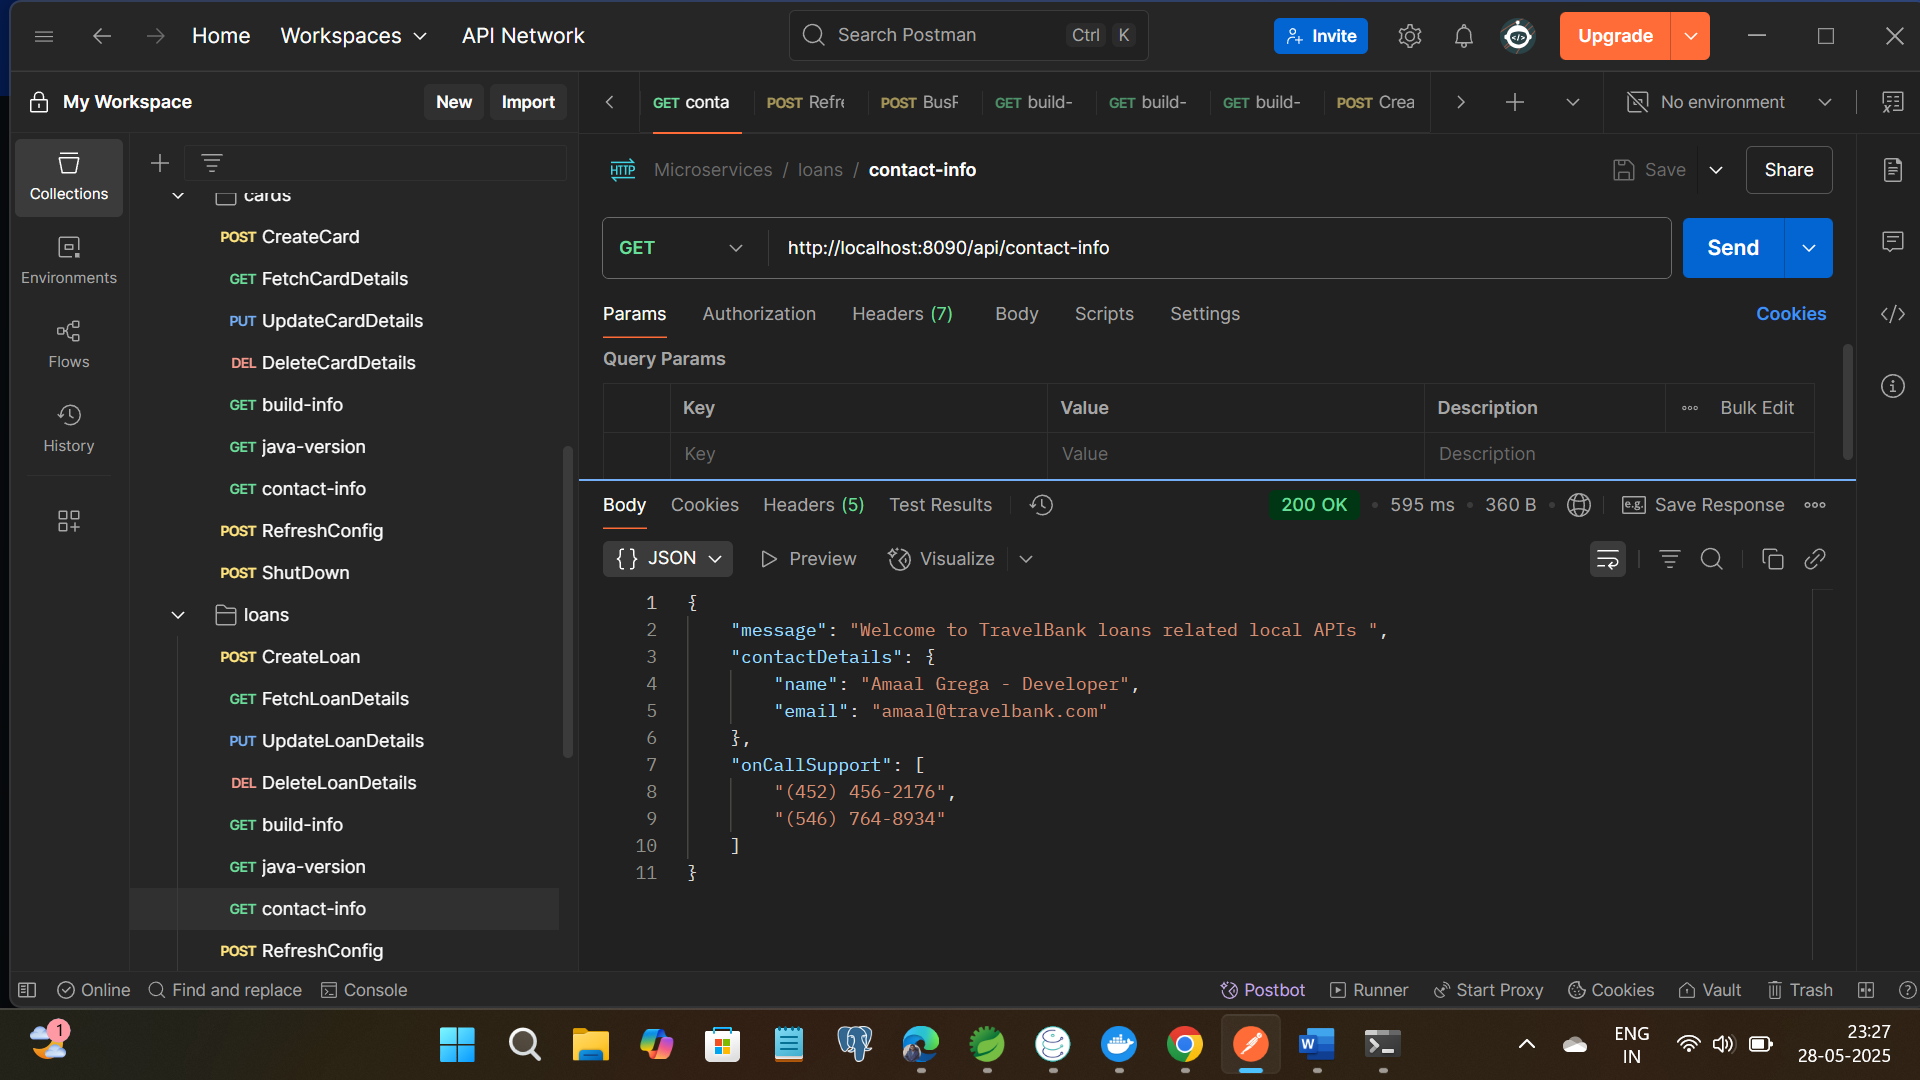 Home
Workspaces
API Network
Search Postman
Ctrl
K
Invite
Upgrade
My Workspace
New
Import
GET conta
POST Refre
POST BusF
GET build-
GET build-
GET build-
POST Crea
No environment
Collections
Environments
Flows
History
cards
POST CreateCard
GET FetchCardDetails
PUT UpdateCardDetails
DEL DeleteCardDetails
GET build-info
GET java-version
GET contact-info
POST RefreshConfig
POST ShutDown
loans
POST CreateLoan
GET FetchLoanDetails
PUT UpdateLoanDetails
DEL DeleteLoanDetails
GET build-info
GET java-version
GET contact-info
POST RefreshConfig
HTTP Microservices / loans / contact-info
Save
Share
GET
http://localhost:8090/api/contact-info
Send
Params
Authorization
Headers (7)
Body
Scripts
Settings
Cookies
Query Params
Key
Value
Description
Bulk Edit
Key
Value
Description
Body
Cookies
Headers (5)
Test Results
200 OK
595 ms
360 B
e.g. Save Response
{} JSON
Preview
Visualize
1 {
2 "message": "Welcome to TravelBank loans related local APIs ",
3 "contactDetails": {
4 "name": "Amaal Grega - Developer",
5 "email": "amaal@travelbank.com"
6 },
7 "onCallSupport": [
8 "(452) 456-2176",
9 "(546) 764-8934"
10 ]
11 }
Online
Find and replace
Console
Postbot
Runner
Start Proxy
Cookies
Vault
Trash
1
W
ENG
IN
23:27
28-05-2025